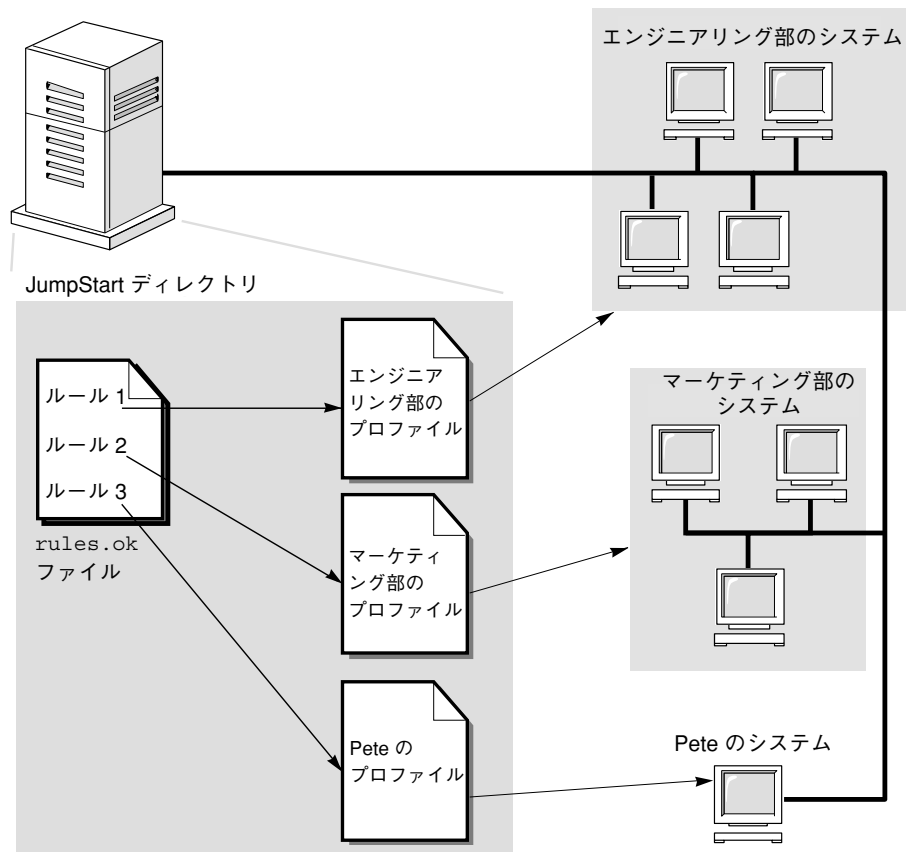 エンジニアリング部のシステム
JumpStart ディレクトリ
ルール 1
ルール 2
ルール 3
rules.ok
ファイル
エンジニア
リング部の
プロファイル
マーケティ
ング部の
プロファイル
Pete の
プロファイル
マーケティング部の
システム
Pete のシステム